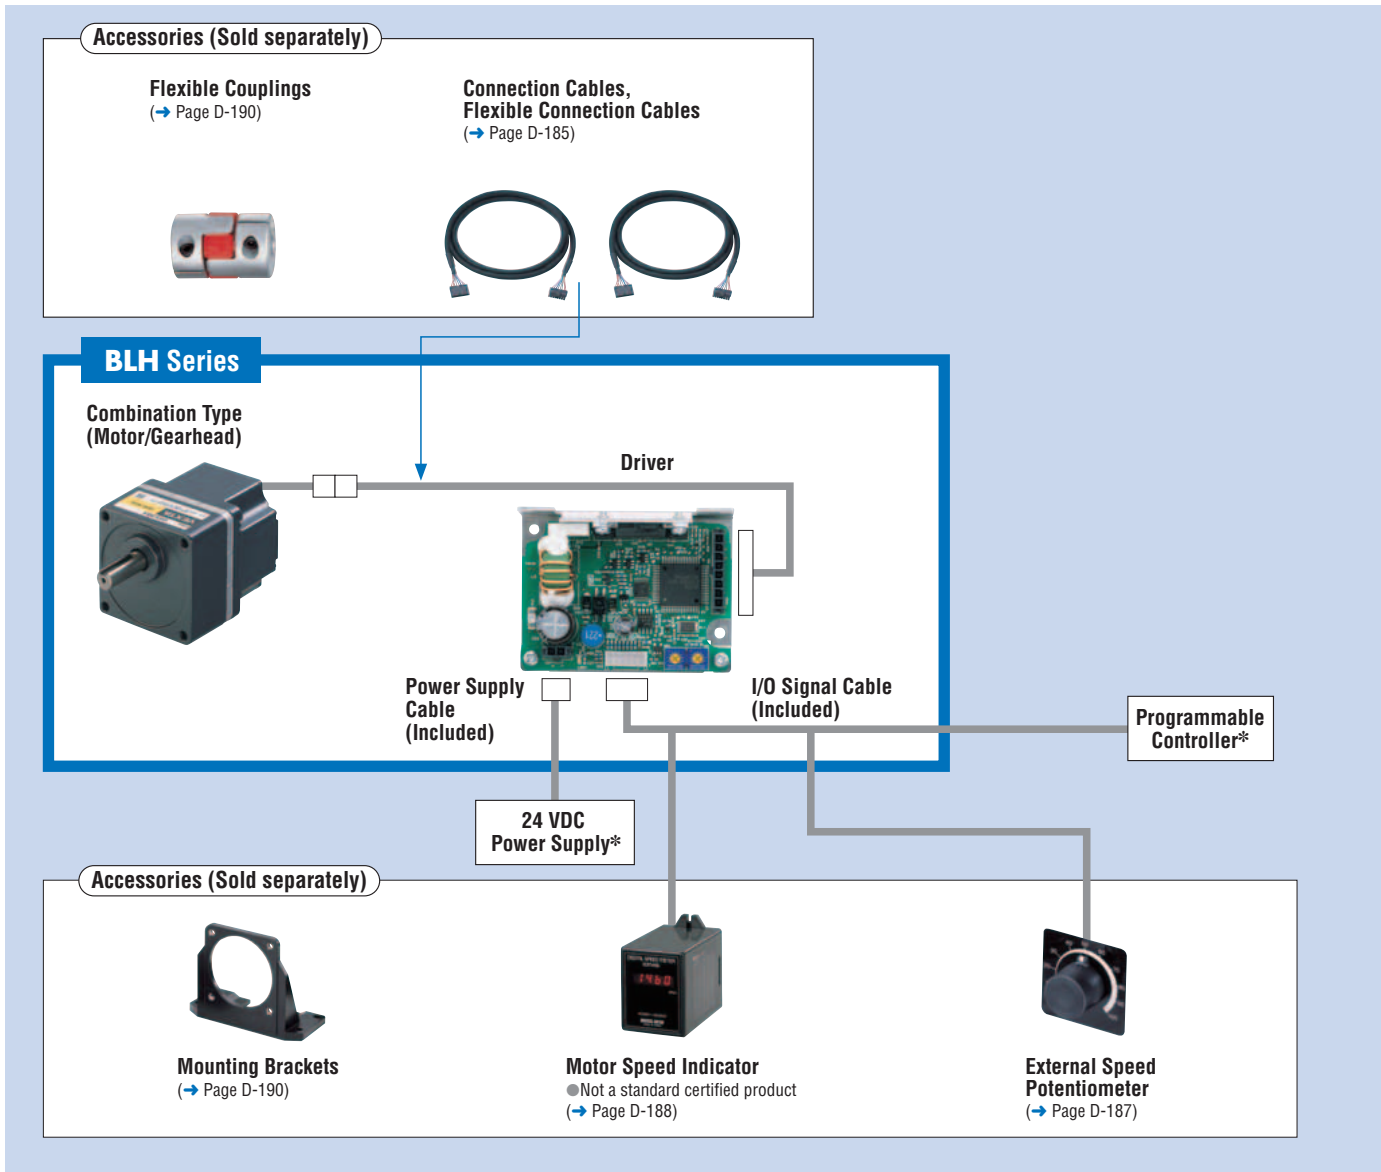 Accessories (Sold separately)
Flexible Couplings
(➜ Page D-190)
Connection Cables,
Flexible Connection Cables
(➜ Page D-185)
BLH Series
Combination Type
(Motor/Gearhead)
Driver
Power Supply
Cable
(Included)
I/O Signal Cable
(Included)
Programmable
Controller*
24 VDC
Power Supply*
Accessories (Sold separately)
1460
Mounting Brackets
(➜ Page D-190)
Motor Speed Indicator
●Not a standard certified product
(➜ Page D-188)
External Speed
Potentiometer
(➜ Page D-187)